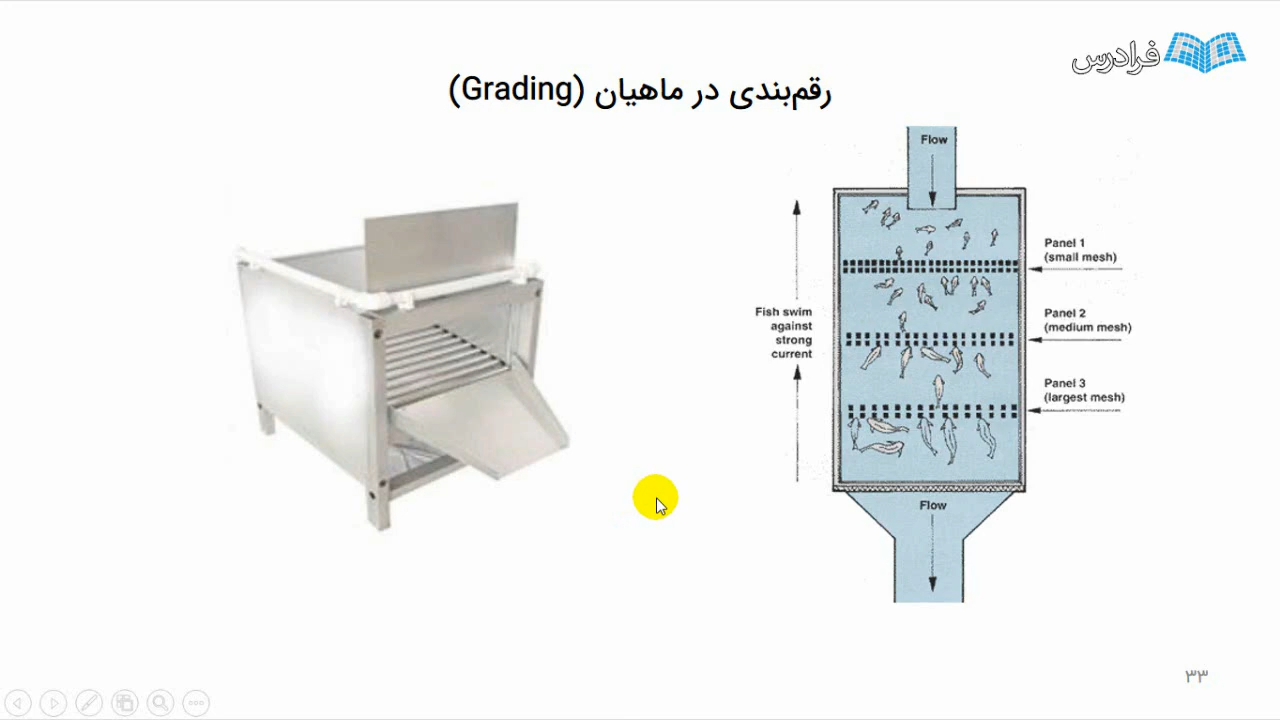 فرادرس
رقم‌بندی در ماهیان (Grading)
Flow
Panel 1
(small mesh)
Fish swim
against
strong
current
Panel 2
(medium mesh)
Panel 3
(largest mesh)
Flow
۳۳